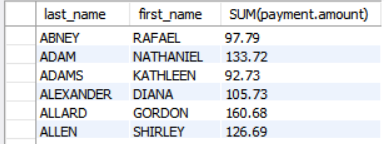 last_name first_name SUM(payment.amount)
ABNEY RAFAEL 97.79
ADAM NATHANIEL 133.72
ADAMS KATHLEEN 92.73
ALEXANDER DIANA 105.73
ALLARD GORDON 160.68
ALLEN SHIRLEY 126.69